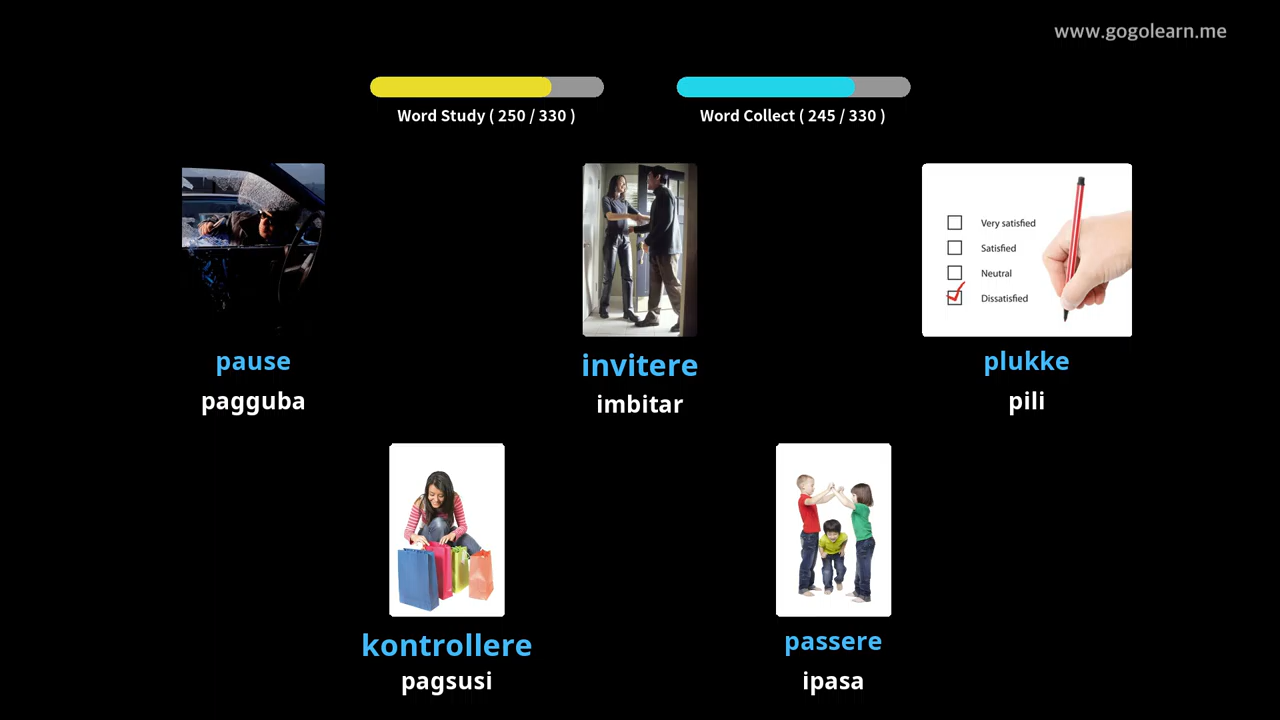 www.gogolearn.me
Word Study ( 250 / 330 )
Word Collect ( 245 / 330 )
Very satisfied
Satisfied
Neutral
Dissatisfied
pause
invitere
plukke
pagguba
imbitar
pili
kontrollere
passere
pagsusi
ipasa